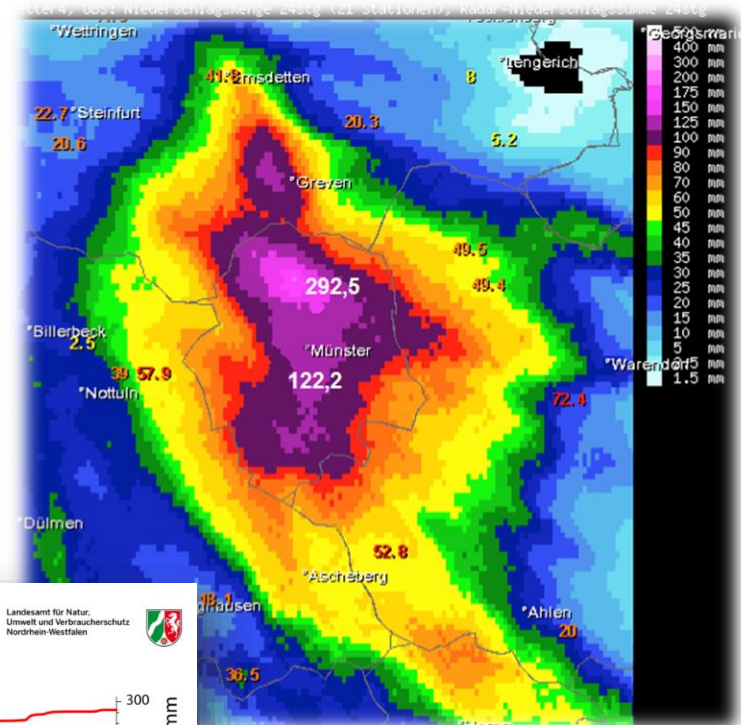 OBS: Niederschlagsmenge 24stg (21 Stationen), Radar-Niederschlagssumme 24stg
Wettringen
Georgsmarie
Lengerich
400 mm
300 mm
200 mm
175 mm
150 mm
125 mm
100 mm
90 mm
80 mm
70 mm
60 mm
50 mm
45 mm
40 mm
35 mm
30 mm
25 mm
20 mm
15 mm
10 mm
5 mm
mm
1.5 mm
Emsdetten
8
22.7 Steinfurt
20.3
20.6
5.2
Greven
49.5
49.4
292,5
Billerbeck
2.5
Münster
Warendorf
39 57.9
122,2
Nottuln
72.4
Dülmen
52.8
Ascheberg
Ahlen
20
36.5
Landesamt für Natur,
Umwelt und Verbraucherschutz
Nordrhein-Westfalen
300
mm